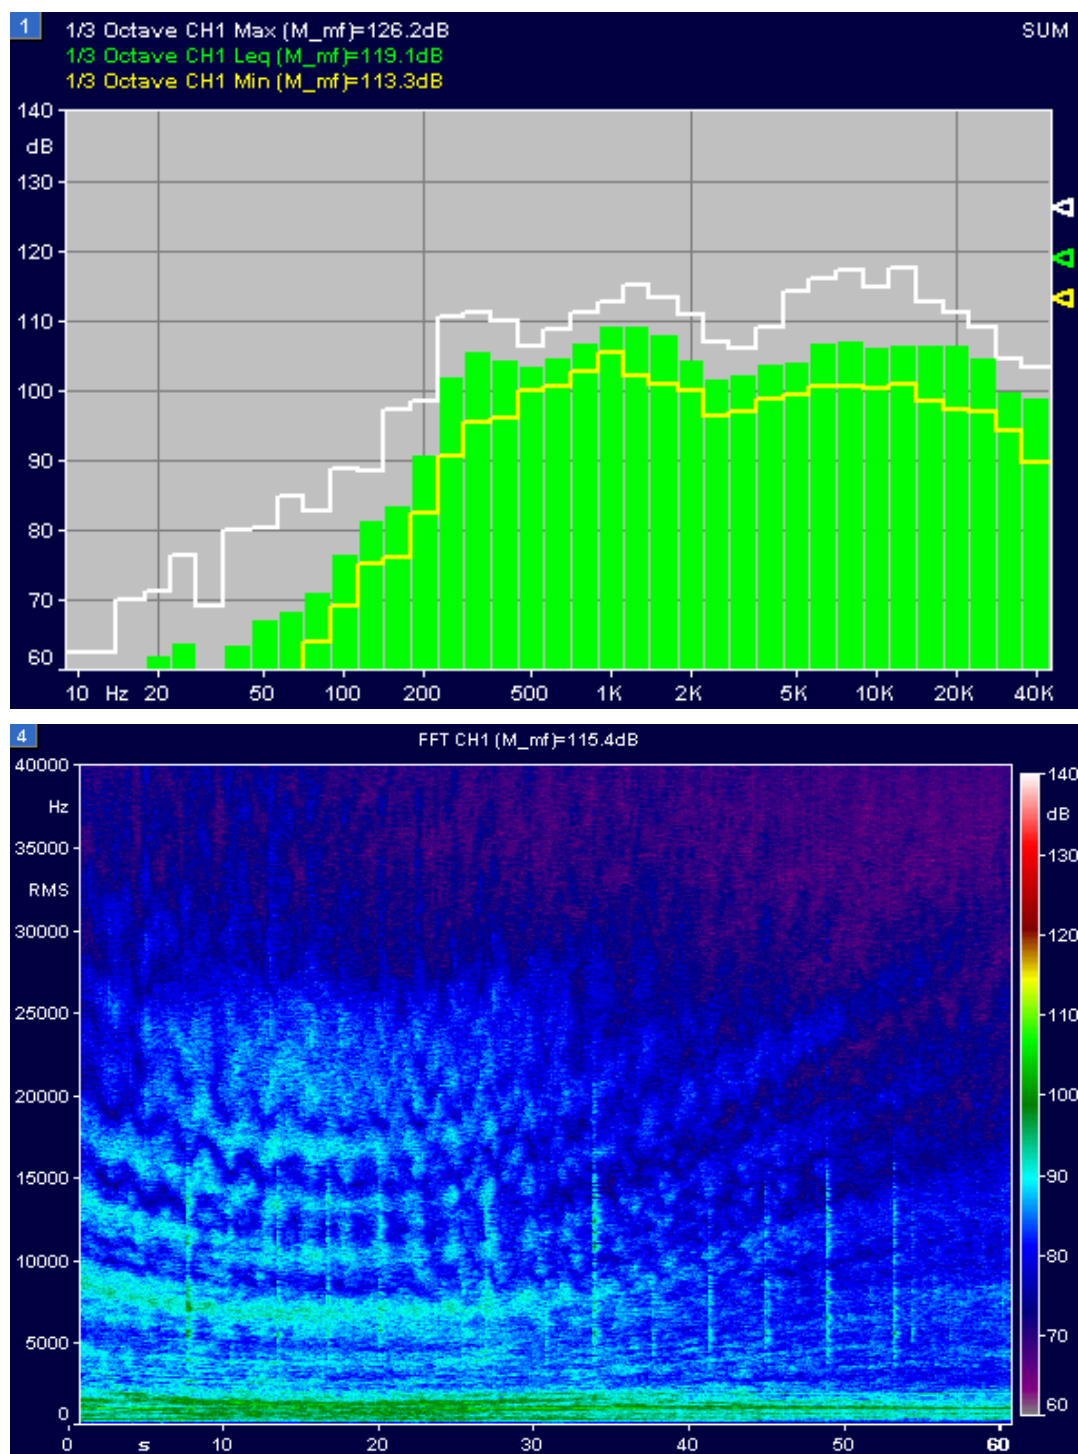 1
1/3 Octave CH1 Max (M_mf)=126.2dB
SUM
1/3 Octave CH1 Leq (M_mf)=119.1dB
1/3 Octave CH1 Min (M_mf)=113.3dB
140
dB
130
120
110
100
90
80
70
60
10 Hz 20 50 100 200 500 1K 2K 5K 10K 20K 40K
4
FFT CH1 (M_mf)=115.4dB
40000
Hz
35000
RMS
30000
25000
20000
15000
10000
5000
0
140
dB
130
120
110
100
90
80
70
60
0 s 10 20 30 40 50 60